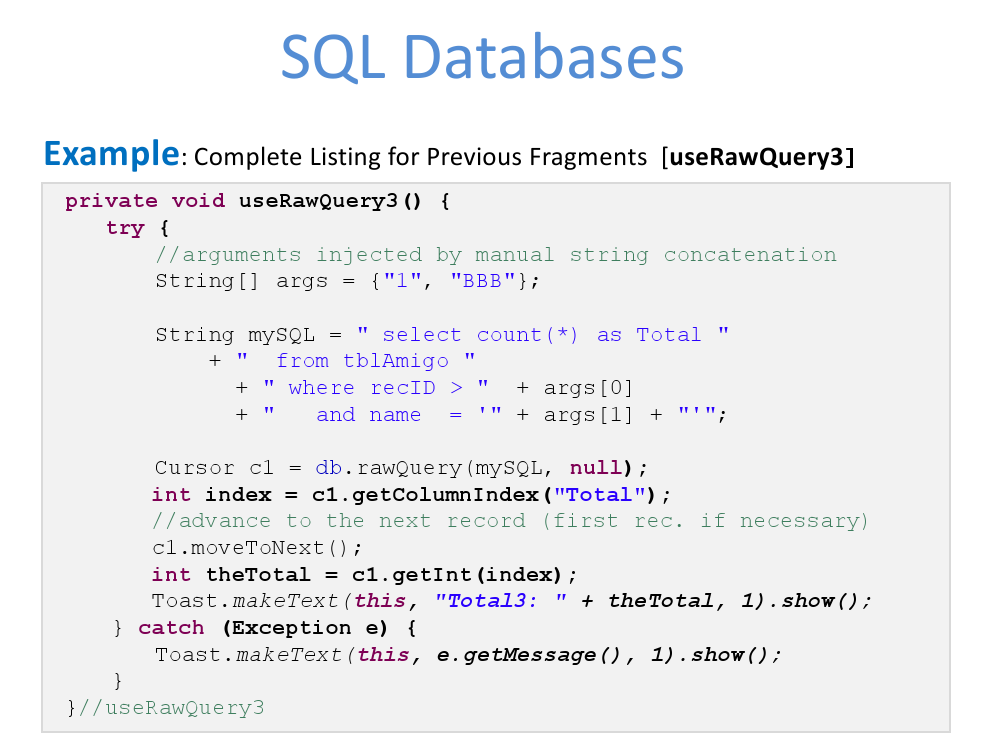 SQL Databases
Example: Complete Listing for Previous Fragments [useRawQuery3]
private void useRawQuery3() {
try {
//arguments injected by manual string concatenation
String[] args = {"1", "BBB"};
String mySQL = " select count(*) as Total "
+ "  from tblAmigo "
+ " where recID > "  + args[0]
+ "   and name  = '" + args[1] + "'";
Cursor c1 = db.rawQuery(mySQL, null);
int index = c1.getColumnIndex("Total");
//advance to the next record (first rec. if necessary)
c1.moveToNext();
int theTotal = c1.getInt(index);
Toast.makeText(this, "Total3: " + theTotal, 1).show();
} catch (Exception e) {
Toast.makeText(this, e.getMessage(), 1).show();
}
}//useRawQuery3